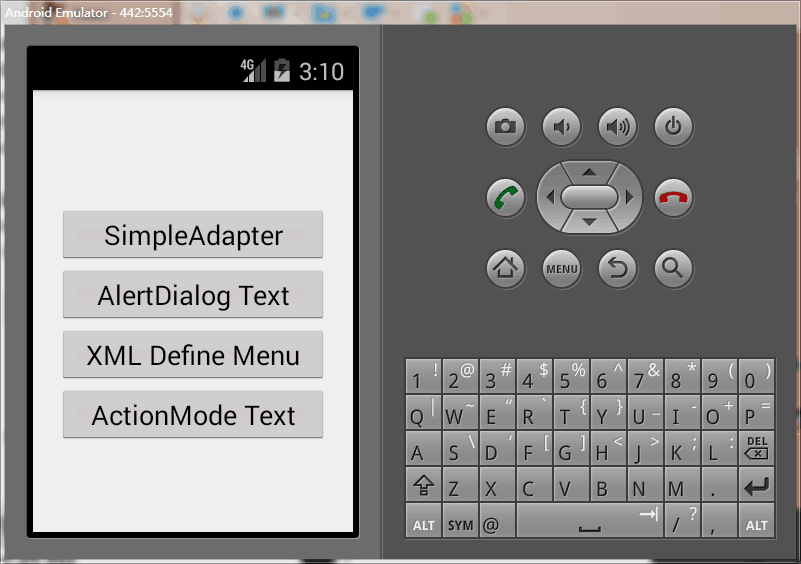 Android Emulator - 442:5554
4G 3:10
SimpleAdapter
AlertDialog Text
XML Define Menu
ActionMode Text
MENU
1 ! 2 @ 3 # 4 $ 5 % 6 ^ 7 & 8 * 9 ( 0 )
Q | W ~ E “ R ` T { Y } U _ I - O + P =
A S \ D ‘ F [ G ] H < J > K ; L : DEL
Z X C V B N M .
ALT SYM @ / ? , ALT